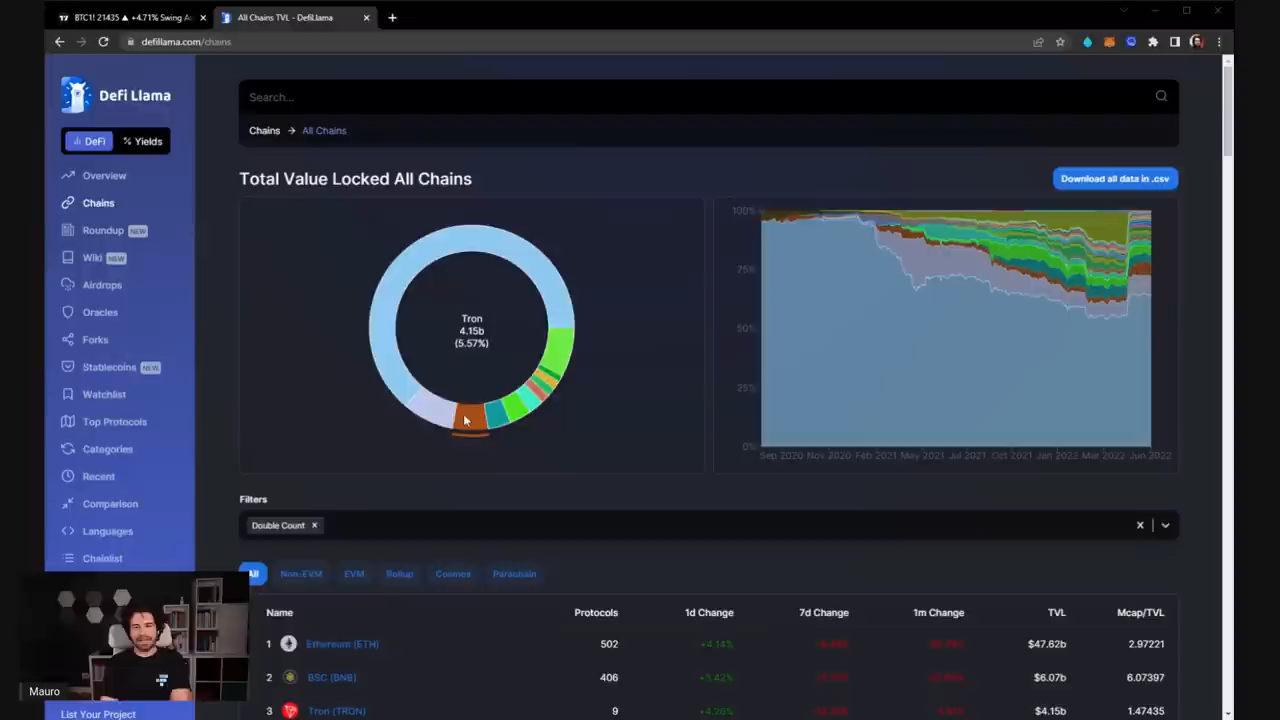 BTC1! 21435 ▲ +4.71% Swing A
All Chains TVL - DefiLlama
defillama.com/chains
Defi Llama
DeFi
Yields
Search...
Overview
Chains
Roundup NEW
Wiki NEW
Airdrops
Oracles
Forks
Stablecoins NEW
Watchlist
Top Protocols
Categories
Recent
Comparison
Languages
Chainlist
List Your Project
Chains → All Chains
Total Value Locked All Chains
Download all data in .csv
Tron
4.15b
(5.57%)
100%
75%
50%
25%
0%
Sep 2020 Nov 2020 Feb 2021 May 2021 Jul 2021 Oct 2021 Jan 2022 Mar 2022 Jun 2022
Filters
Double Count
All Non-EVM EVM Rollup Cosmos Parachain
Name Protocols 1d Change 7d Change 1m Change TVL Mcap/TVL
1 Ethereum (ETH) 502 +4.14% $47.62b 2.97221
2 BSC (BNB) 406 +5.42% $6.07b 6.07397
3 Tron (TRON) 9 +4.26% $4.15b 1.47435
Mauro